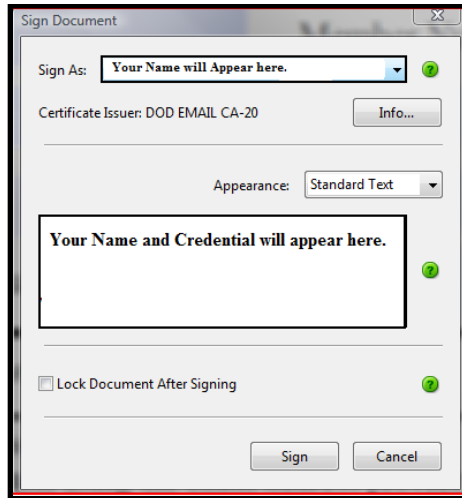 Sign Document
Sign As: Your Name will Appear here.
Certificate Issuer: DOD EMAIL CA-20 Info...
Appearance: Standard Text
Your Name and Credential will appear here.
Lock Document After Signing
Sign Cancel